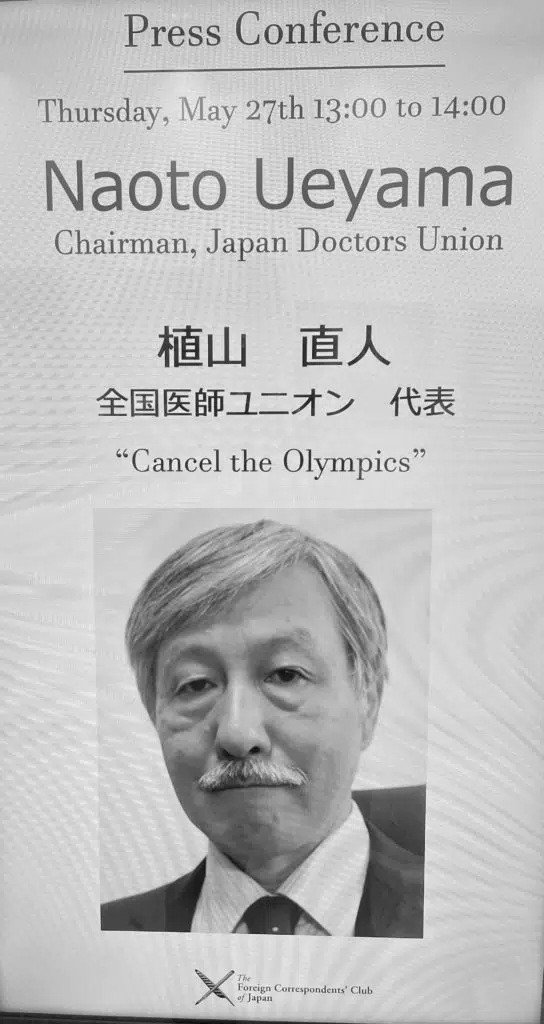 Press Conference
Thursday, May 27th 13:00 to 14:00
Naoto Ueyama
Chairman, Japan Doctors Union
植山　直人
全国医師ユニオン　代表
“Cancel the Olympics”
The
Foreign Correspondents' Club
of Japan